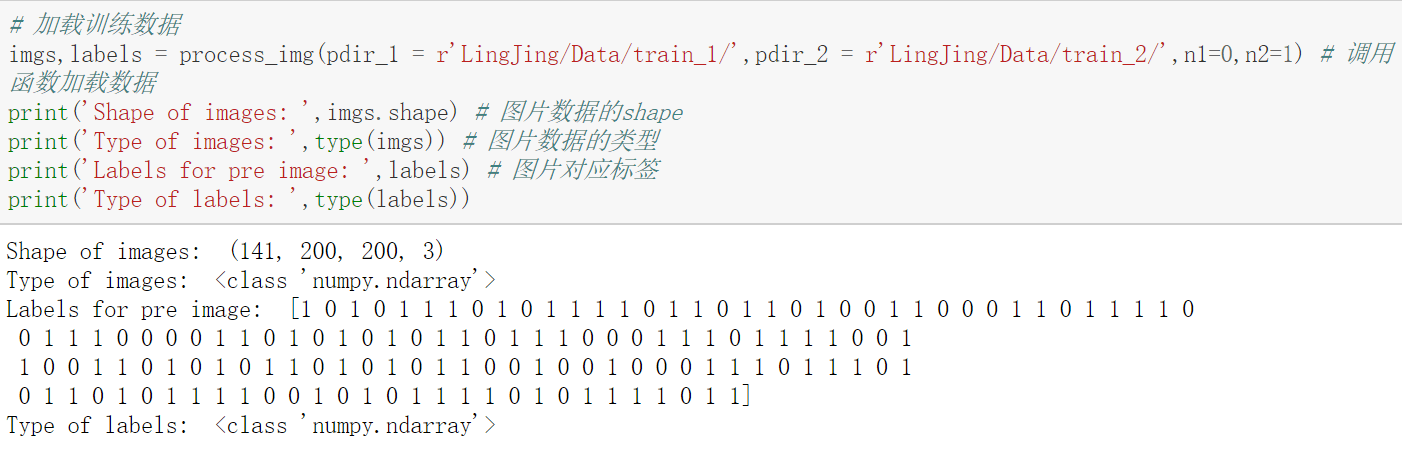 # 加载训练数据
imgs,labels = process_img(pdir_1 = r'LingJing/Data/train_1/',pdir_2 = r'LingJing/Data/train_2/',n1=0,n2=1) # 调用
函数加载数据
print('Shape of images: ',imgs.shape) # 图片数据的shape
print('Type of images: ',type(imgs)) # 图片数据的类型
print('Labels for pre image: ',labels) # 图片对应标签
print('Type of labels: ',type(labels))
Shape of images:  (141, 200, 200, 3)
Type of images:  <class 'numpy.ndarray'>
Labels for pre image:  [1 0 1 0 1 1 1 0 1 0 1 1 1 1 0 1 1 0 1 1 0 1 0 0 1 1 0 0 0 1 1 0 1 1 1 1 0
0 1 1 1 0 0 0 0 1 1 0 1 0 1 0 1 0 1 1 0 1 1 1 0 0 0 1 1 1 0 1 1 1 1 0 0 1
1 0 0 1 1 0 1 0 1 0 1 1 0 1 0 1 0 1 1 0 0 1 0 0 1 0 0 0 1 1 1 0 1 1 1 0 1
0 1 1 0 1 0 1 1 1 1 0 0 1 0 1 0 1 1 1 1 0 1 0 1 1 1 1 0 1 1]
Type of labels:  <class 'numpy.ndarray'>